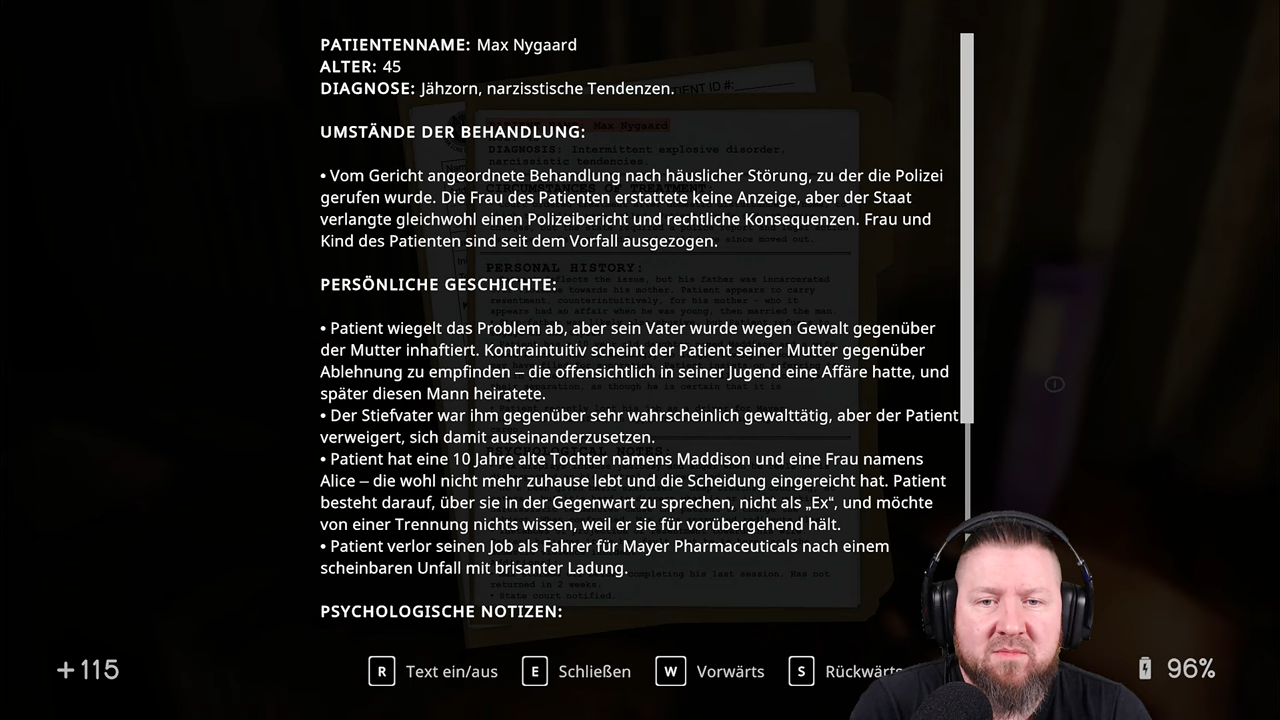 PATIENTENNAME: Max Nygaard
ALTER: 45
DIAGNOSE: Jähzorn, narzisstische Tendenzen.
UMSTÄNDE DER BEHANDLUNG:
• Vom Gericht angeordnete Behandlung nach häuslicher Störung, zu der die Polizei
gerufen wurde. Die Frau des Patienten erstattete keine Anzeige, aber der Staat
verlangte gleichwohl einen Polizeibericht und rechtliche Konsequenzen. Frau und
Kind des Patienten sind seit dem Vorfall ausgezogen.
PERSÖNLICHE GESCHICHTE:
• Patient wiegelt das Problem ab, aber sein Vater wurde wegen Gewalt gegenüber
der Mutter inhaftiert. Kontraintuitiv scheint der Patient seiner Mutter gegenüber
Ablehnung zu empfinden – die offensichtlich in seiner Jugend eine Affäre hatte, und
später diesen Mann heiratete.
• Der Stiefvater war ihm gegenüber sehr wahrscheinlich gewalttätig, aber der Patient
verweigert, sich damit auseinanderzusetzen.
• Patient hat eine 10 Jahre alte Tochter namens Maddison und eine Frau namens
Alice – die wohl nicht mehr zuhause lebt und die Scheidung eingereicht hat. Patient
besteht darauf, über sie in der Gegenwart zu sprechen, nicht als „Ex“, und möchte
von einer Trennung nichts wissen, weil er sie für vorübergehend hält.
• Patient verlor seinen Job als Fahrer für Mayer Pharmaceuticals nach einem
scheinbaren Unfall mit brisanter Ladung.
PSYCHOLOGISCHE NOTIZEN:
+115
R Text ein/aus E Schließen W Vorwärts S Rückwärts
96%